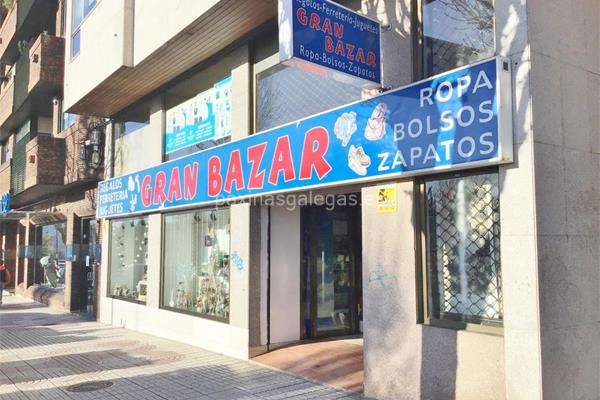 Regalos-Ferretería-Juguetes
GRAN
BAZAR
Ropa-Bolsos-Zapatos
REGALOS
FERRETERIA
JUGUETES
GRAN BAZAR
ROPA
BOLSOS
ZAPATOS
paxinasgalegas.es